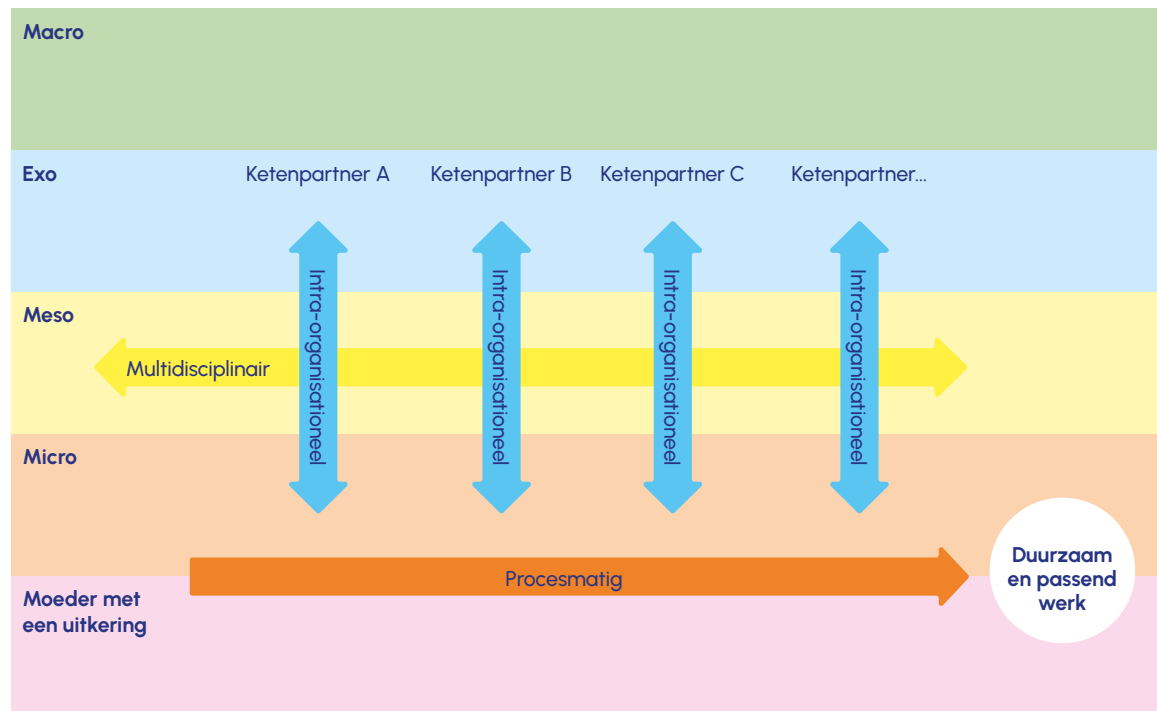 Macro
Exo
Ketenpartner A
Ketenpartner B
Ketenpartner C
Ketenpartner...
Intra-organisationeel
Intra-organisationeel
Intra-organisationeel
Intra-organisationeel
Meso
Multidisciplinair
Micro
Procesmatig
Duurzaam
en passend
werk
Moeder met
een uitkering